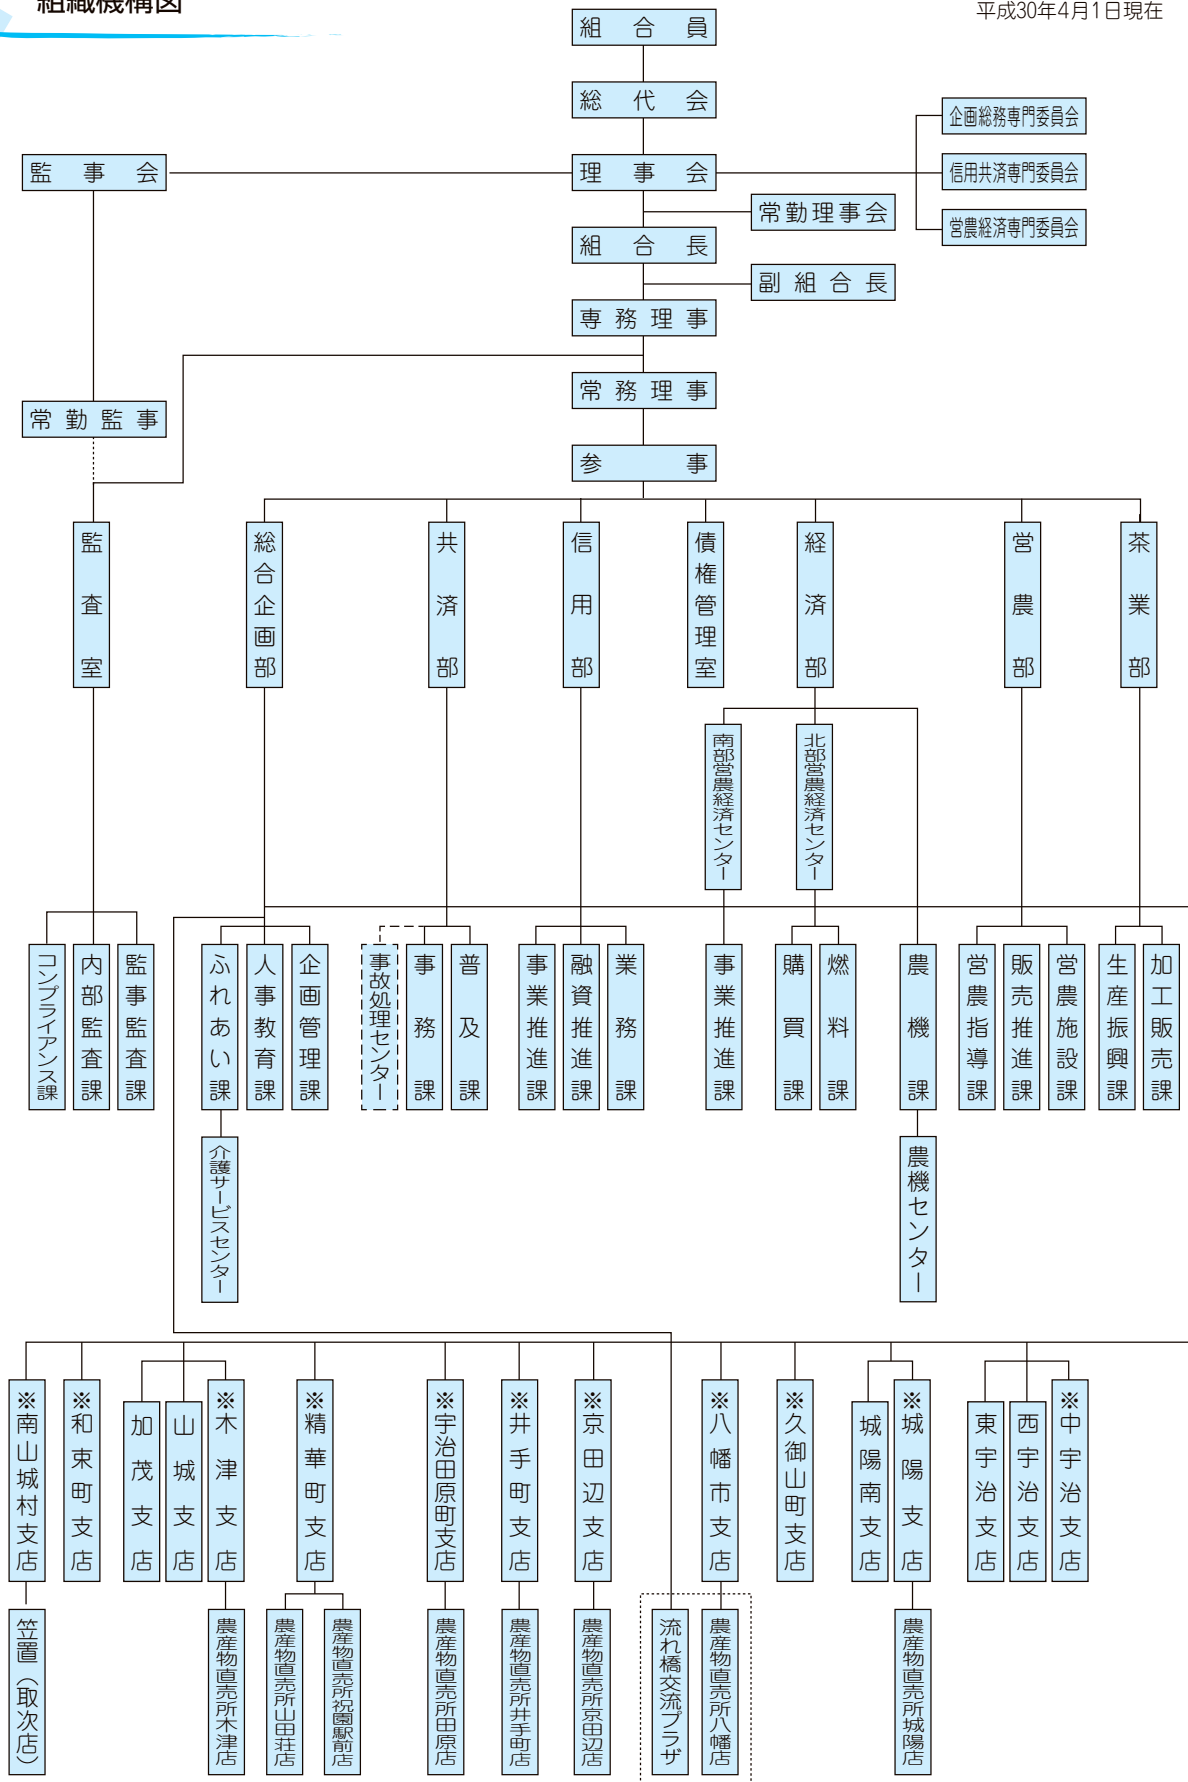 組織機構図
平成30年4月1日現在
組合員
総代会
企画総務専門委員会
監事会
理事会
信用共済専門委員会
常勤理事会
営農経済専門委員会
組合長
副組合長
専務理事
常務理事
常勤監事
参事
監査室
総合企画部
共済部
信用部
債権管理室
経済部
営農部
茶業部
南部営農経済センター
北部営農経済センター
コンプライアンス課
内部監査課
監事監査課
ふれあい課
人事教育課
企画管理課
事故処理センター
事務課
普及課
事業推進課
融資推進課
業務課
事業推進課
購買課
燃料課
農機課
営農指導課
販売推進課
営農施設課
生産振興課
加工販売課
介護サービスセンター
農機センター
※南山城村支店
※和束町支店
加茂支店
山城支店
※木津支店
※精華町支店
※宇治田原町支店
※井手町支店
※京田辺支店
※八幡市支店
※久御山町支店
城陽南支店
※城陽支店
東宇治支店
西宇治支店
※中宇治支店
笠置(取次店)
農産物直売所木津店
農産物直売所山田荘店
農産物直売所祝園駅前店
農産物直売所田原店
農産物直売所井手町店
農産物直売所京田辺店
流れ橋交流プラザ
農産物直売所八幡店
農産物直売所城陽店